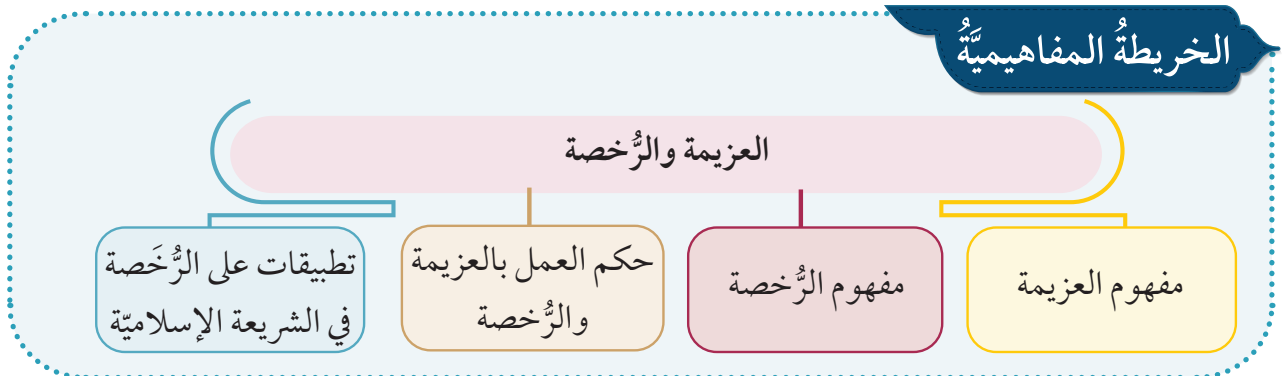 الخريطةُ المفاهيميَّةُ
العزيمة والرُّخصة
مفهوم العزيمة
مفهوم الرُّخصة
حكم العمل بالعزيمة
والرُّخصة
تطبيقات على الرُّخَصة
في الشريعة الإسلاميّة